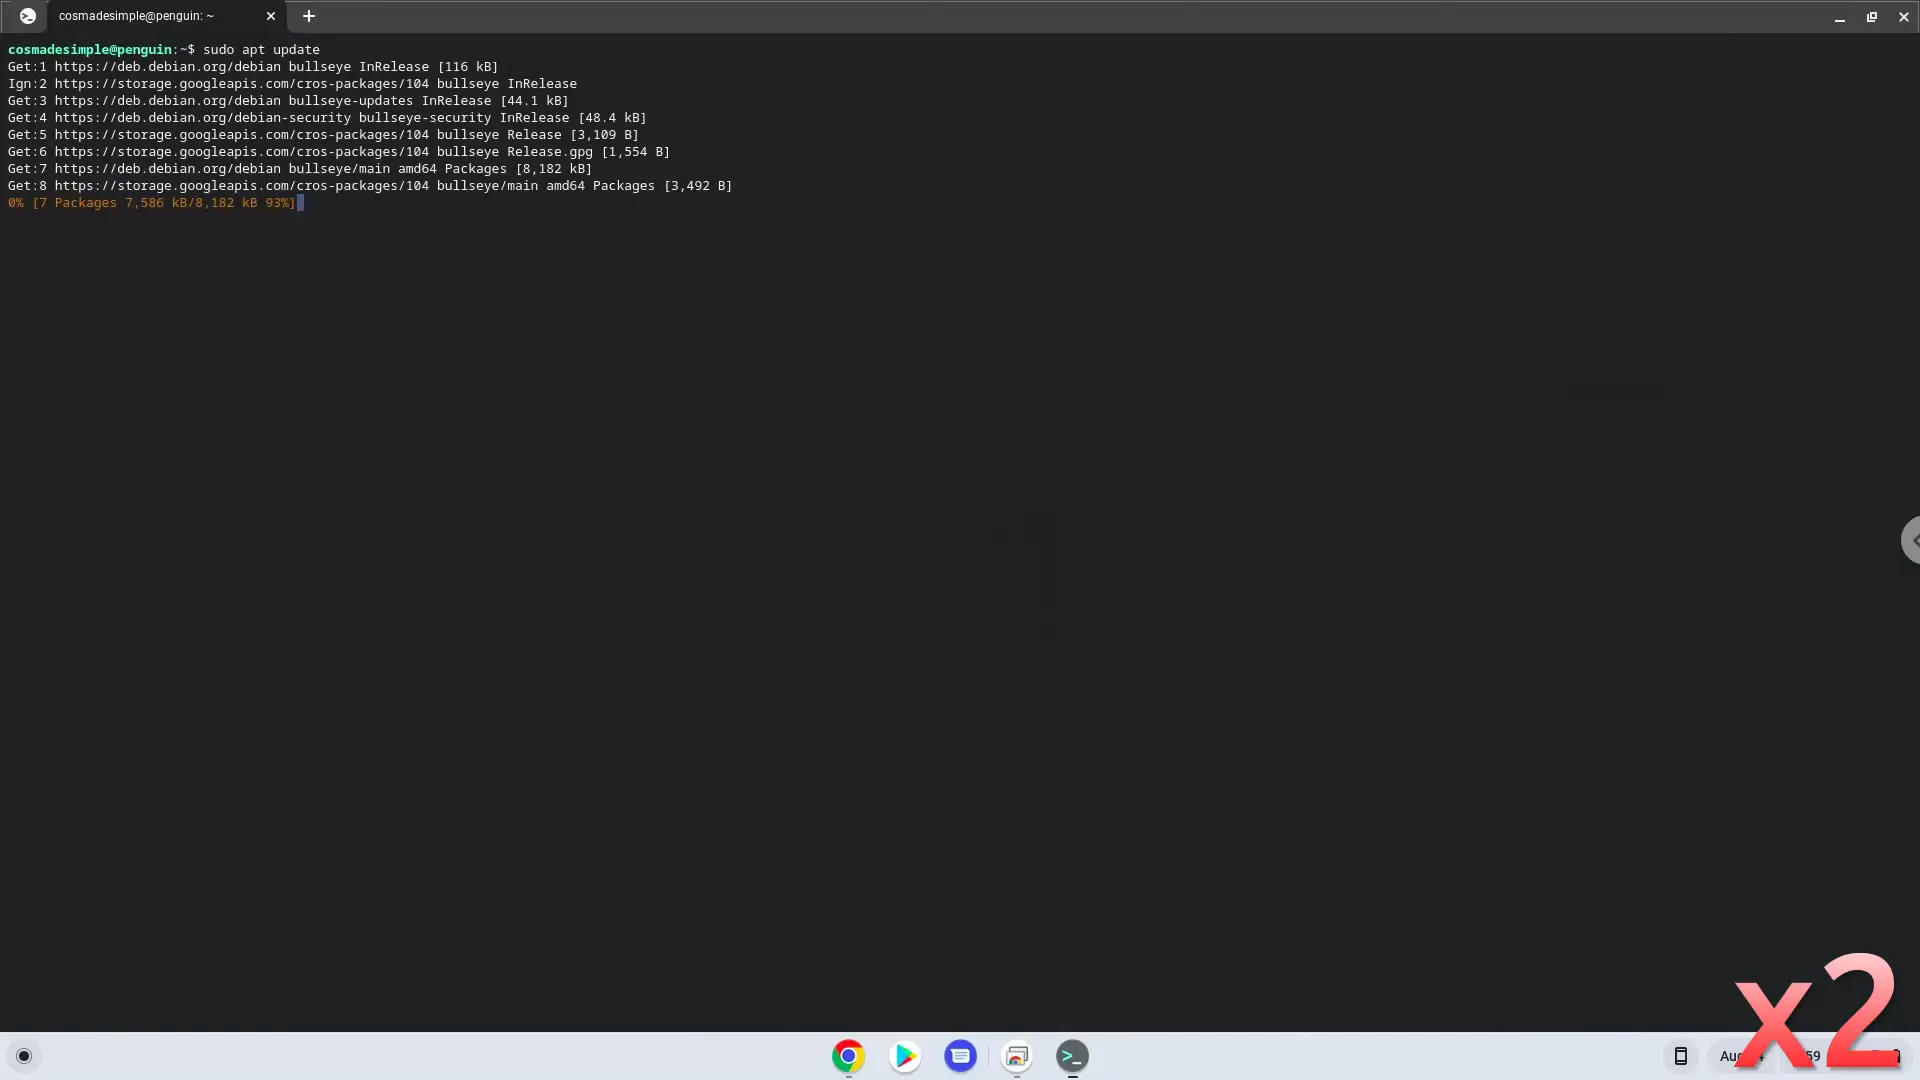 cosmadesimple@penguin: ~
cosmadesimple@penguin:~$ sudo apt update
Get:1 https://deb.debian.org/debian bullseye InRelease [116 kB]
Ign:2 https://storage.googleapis.com/cros-packages/104 bullseye InRelease
Get:3 https://deb.debian.org/debian bullseye-updates InRelease [44.1 kB]
Get:4 https://deb.debian.org/debian-security bullseye-security InRelease [48.4 kB]
Get:5 https://storage.googleapis.com/cros-packages/104 bullseye Release [3,109 B]
Get:6 https://storage.googleapis.com/cros-packages/104 bullseye Release.gpg [1,554 B]
Get:7 https://deb.debian.org/debian bullseye/main amd64 Packages [8,182 kB]
Get:8 https://storage.googleapis.com/cros-packages/104 bullseye/main amd64 Packages [3,492 B]
0% [7 Packages 7,586 kB/8,182 kB 93%]
x2